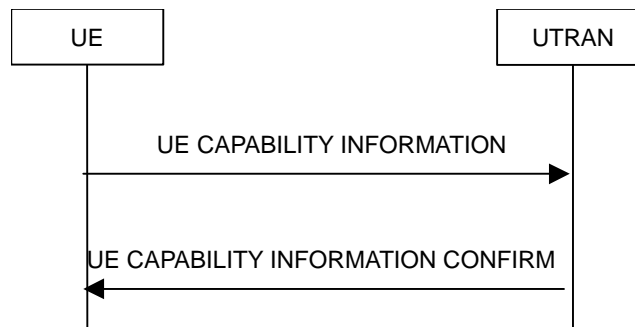 UE
UTRAN
UE CAPABILITY INFORMATION
UE CAPABILITY INFORMATION CONFIRM